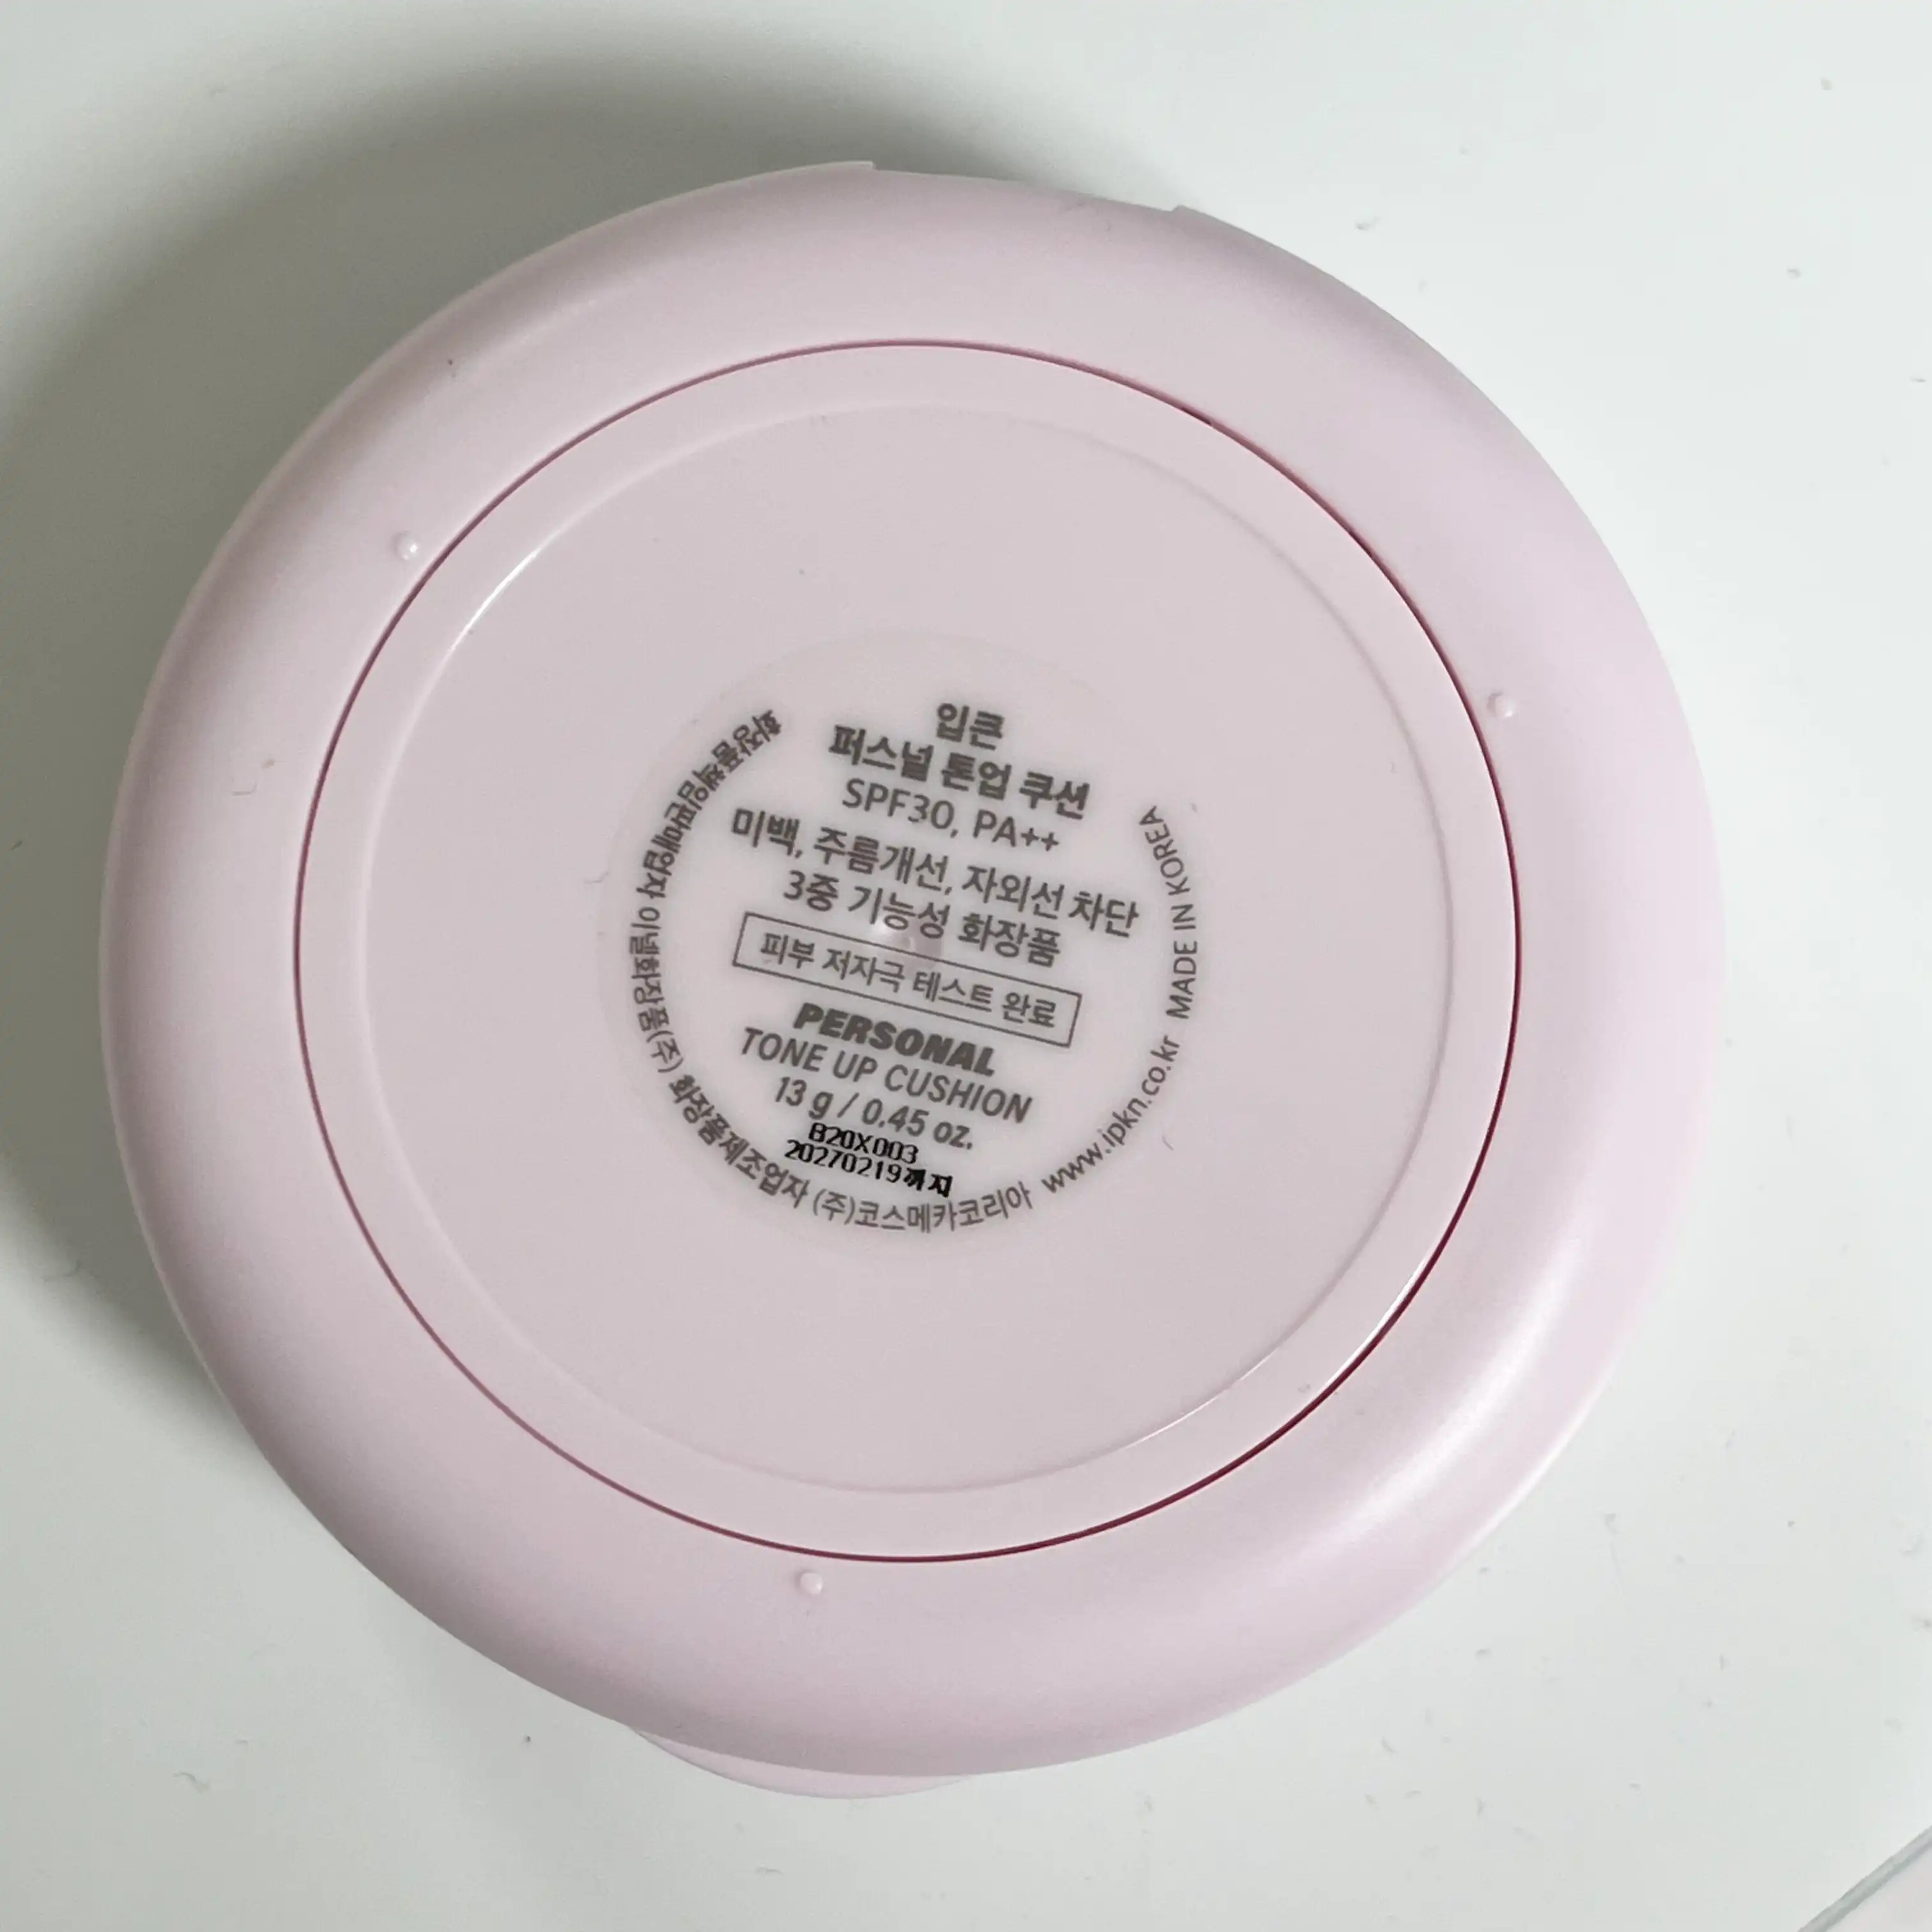 입큰
퍼스널 톤업 쿠션
SPF30, PA++
미백, 주름개선, 자외선 차단
3중 기능성 화장품
피부 저자극 테스트 완료
PERSONAL
TONE UP CUSHION
13 g / 0.45 oz.
B20X003
20270219까지
화장품책임판매업자 이넬화장품(주) 화장품제조업자 (주)코스메카코리아 www.ipkn.co.kr MADE IN KOREA